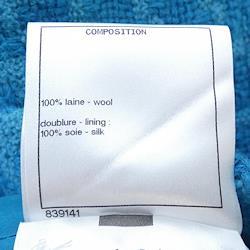 COMPOSITION
100% laine - wool
doublure - lining :
100% soie - silk
839141